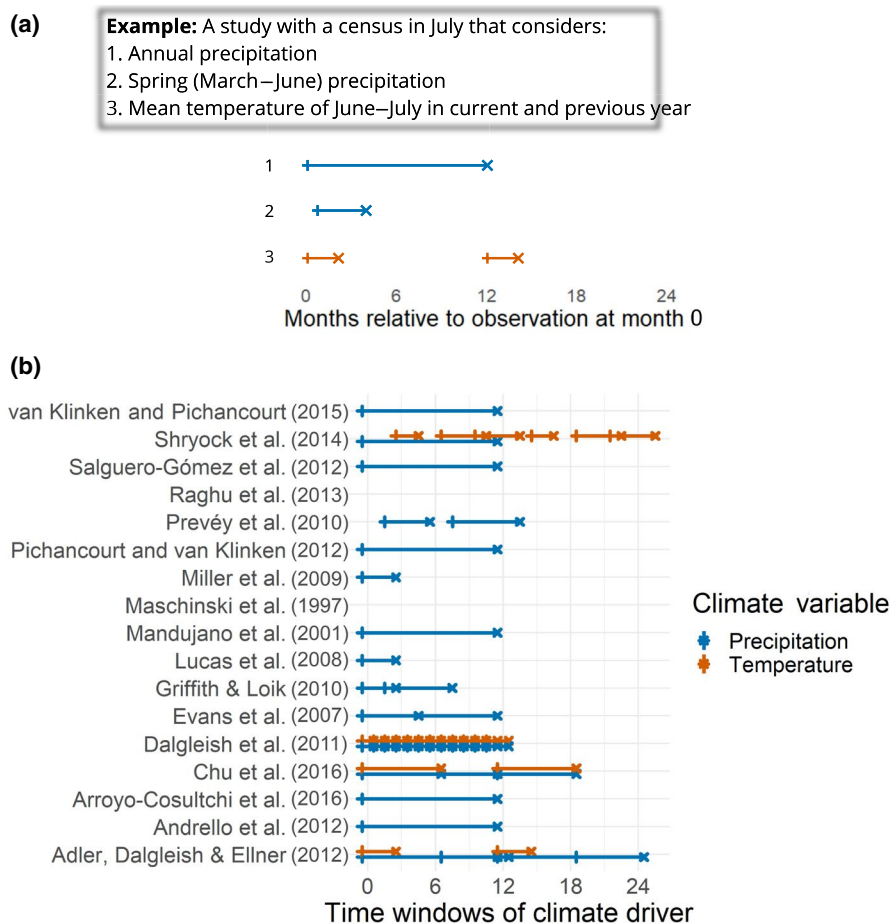 (a)
Example: A study with a census in July that considers:
1. Annual precipitation
2. Spring (March–June) precipitation
3. Mean temperature of June–July in current and previous year
1
2
3
0 6 12 18 24
Months relative to observation at month 0
(b)
van Klinken and Pichancourt (2015)
Shryock et al. (2014)
Salguero-Gómez et al. (2012)
Raghu et al. (2013)
Prevéy et al. (2010)
Pichancourt and van Klinken (2012)
Miller et al. (2009)
Maschinski et al. (1997)
Mandujano et al. (2001)
Lucas et al. (2008)
Griffith & Loik (2010)
Evans et al. (2007)
Dalgleish et al. (2011)
Chu et al. (2016)
Arroyo-Cosultchi et al. (2016)
Andrello et al. (2012)
Adler, Dalgleish & Ellner (2012)
0 6 12 18 24
Time windows of climate driver
Climate variable
Precipitation
Temperature